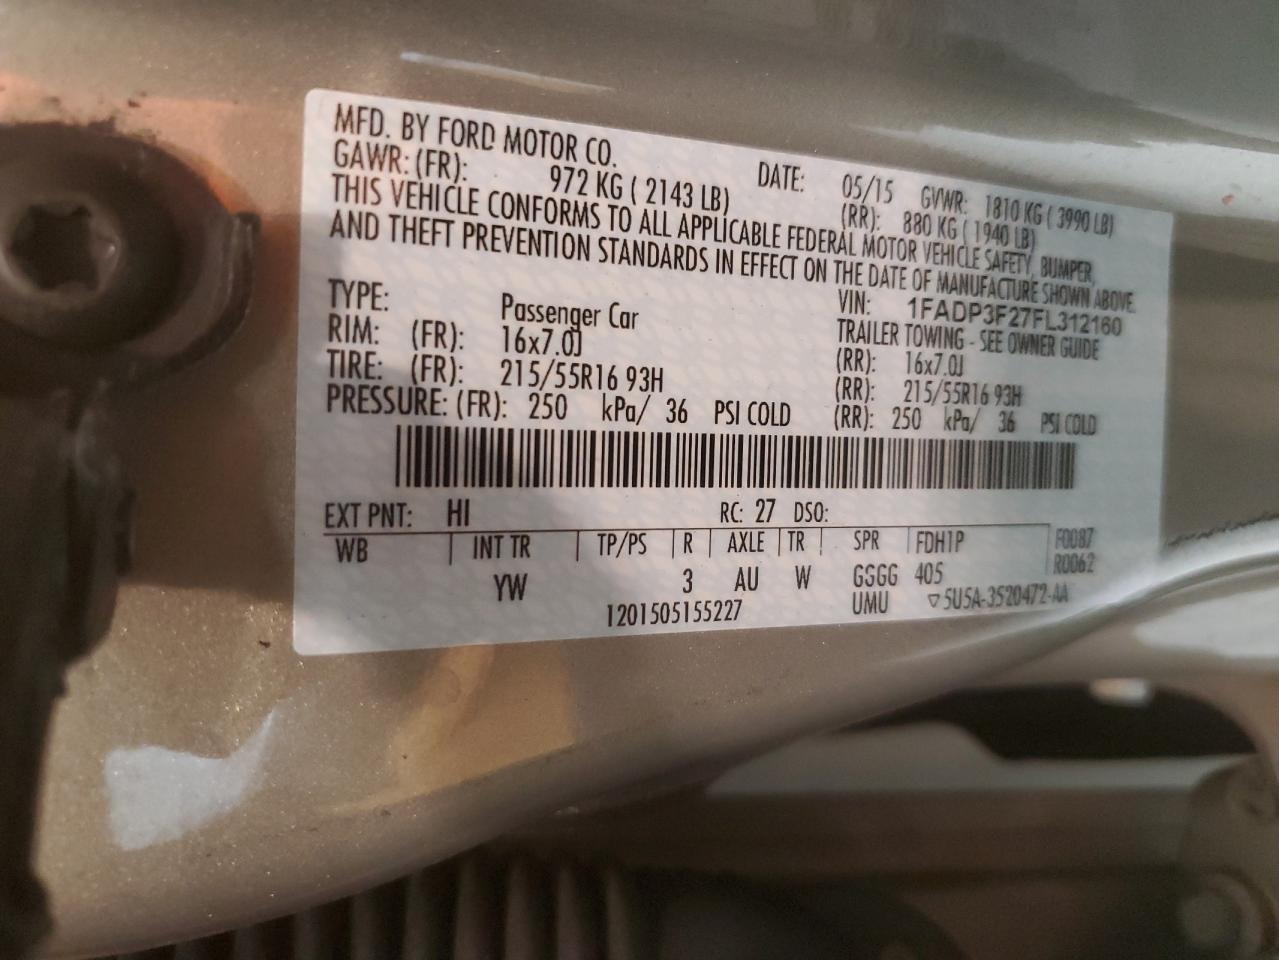 MFD. BY FORD MOTOR CO.
DATE: 05/15 GVWR: 1810 KG ( 3990 LB)
GAWR: (FR): 972 KG ( 2143 LB) (RR): 880 KG ( 1940 LB)
THIS VEHICLE CONFORMS TO ALL APPLICABLE FEDERAL MOTOR VEHICLE SAFETY, BUMPER,
AND THEFT PREVENTION STANDARDS IN EFFECT ON THE DATE OF MANUFACTURE SHOWN ABOVE.
VIN: 1FADP3F27FL312160
TYPE: Passenger Car TRAILER TOWING - SEE OWNER GUIDE
RIM: (FR): 16x7.0J (RR): 16x7.0J
TIRE: (FR): 215/55R16 93H (RR): 215/55R16 93H
PRESSURE: (FR): 250 kPa/ 36 PSI COLD (RR): 250 kPa/ 36 PSI COLD
EXT PNT: HI RC: 27 DSO:
WB INT TR TP/PS R AXLE TR SPR FDH1P F0087
YW 3 AU W GSGG 405 R0062
1201505155227 UMU ▽5U5A-3520472-AA